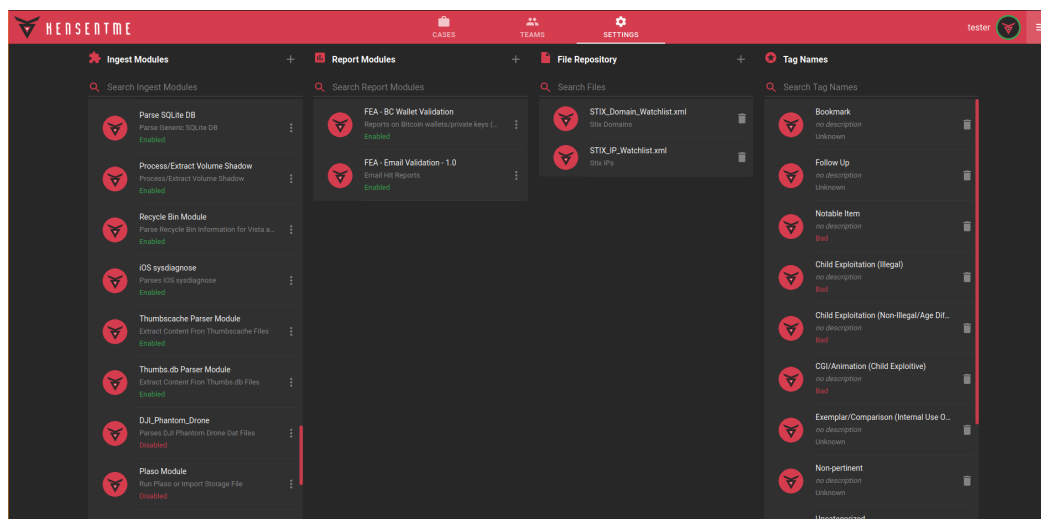 KENSENTME
CASES
TEAMS
SETTINGS
tester
Ingest Modules
Search Ingest Modules
Parse SQLite DB
Parse Generic SQLite DB
Enabled
Process/Extract Volume Shadow
Process/Extract Volume Shadow
Enabled
Recycle Bin Module
Parse Recycle Bin Information for Vista a...
Enabled
iOS sysdiagnose
Parses iOS sysdiagnose
Enabled
Thumbscache Parser Module
Extract Content Fron Thumbscache Files
Enabled
Thumbs.db Parser Module
Extract Content Fron Thumbs.db Files
Enabled
DJI_Phantom_Drone
Parses DJI Phantom Drone Dat Files
Disabled
Plaso Module
Run Plaso or Import Storage File
Disabled
Report Modules
Search Report Modules
FEA - BC Wallet Validation
Reports on Bitcoin wallets/private keys (...
Enabled
FEA - Email Validation - 1.0
Email Hit Reports
Enabled
File Repository
Search Files
STIX_Domain_Watchlist.xml
Stix Domains
STIX_IP_Watchlist.xml
Stix IPs
Tag Names
Search Tag Names
Bookmark
no description
Unknown
Follow Up
no description
Unknown
Notable Item
no description
Bad
Child Exploitation (Illegal)
no description
Bad
Child Exploitation (Non-Illegal/Age Dif...
no description
Bad
CGI/Animation (Child Exploitive)
no description
Bad
Exemplar/Comparison (Internal Use O...
no description
Unknown
Non-pertinent
no description
Unknown
Uncategorized